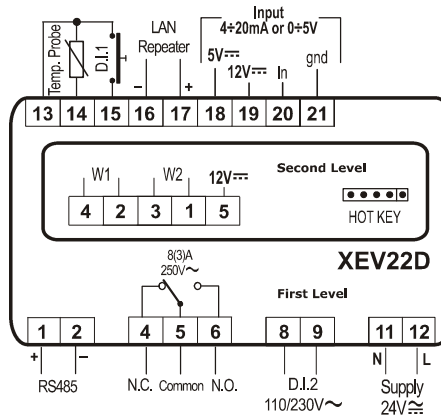 Input
4÷20mA or 0÷5V
LAN
Repeater
Temp. Probe
D.I.1
5V
12V
In
gnd
–
+
13 14 15 16 17 18 19 20 21
Second Level
W1
W2
12V
4 2 3 1 5
HOT KEY
XEV22D
8(3)A
250V~
First Level
1 2 4 5 6 8 9 11 12
+
–
N
L
RS485
N.C. Common N.O.
D.I.2
110/230V~
Supply
24V